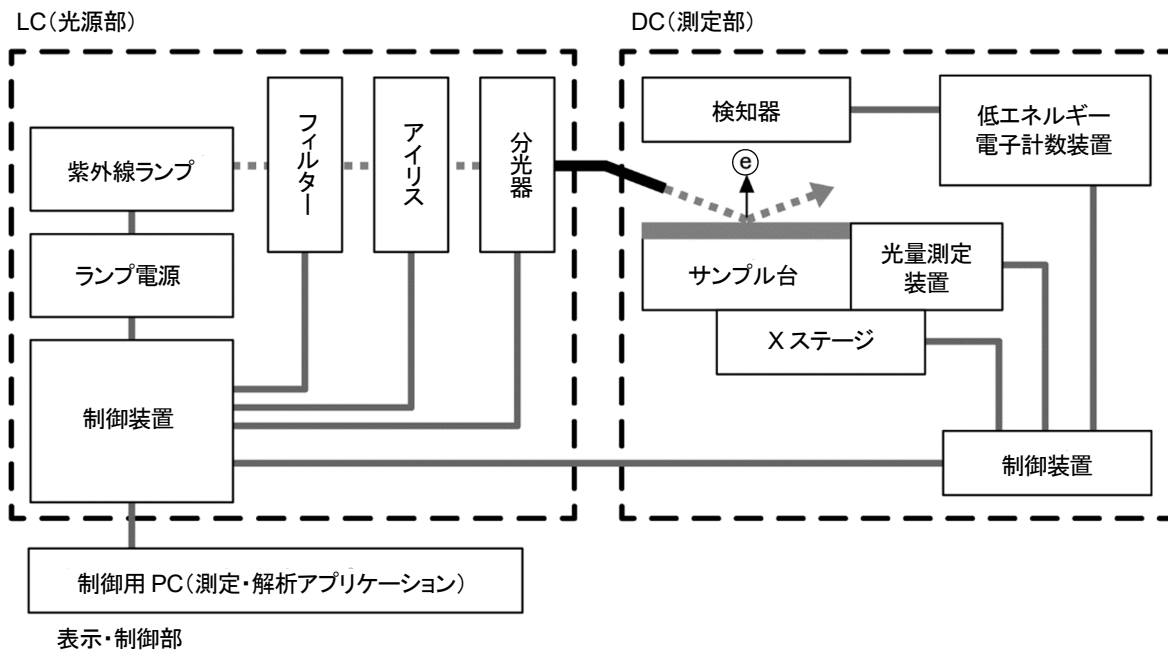 LC（光源部）
DC（測定部）
紫外線ランプ
フィルター
アイリス
分光器
ランプ電源
制御装置
検知器
低エネルギー
電子計数装置
e
サンプル台
光量測定
装置
X ステージ
制御装置
制御用 PC（測定・解析アプリケーション）
表示・制御部